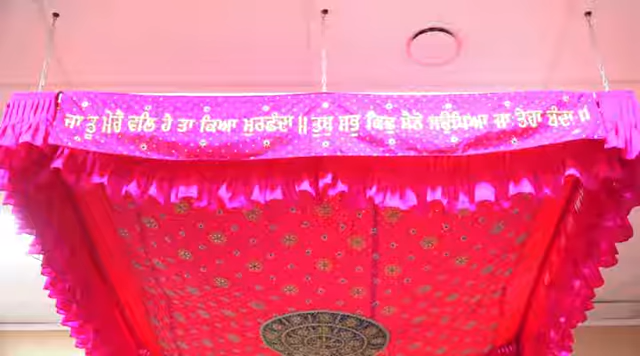 ਜਾ ਤੂ ਮੇਰੈ ਵਲਿ ਹੈ ਤਾ ਕਿਆ ਮੁਹਛੰਦਾ ॥ ਤੁਧੁ ਸਭੁ ਕਿਛੁ ਮੈਨੋ ਸਉਪਿਆ ਜਾ ਤੇਰਾ ਬੰਦਾ ॥